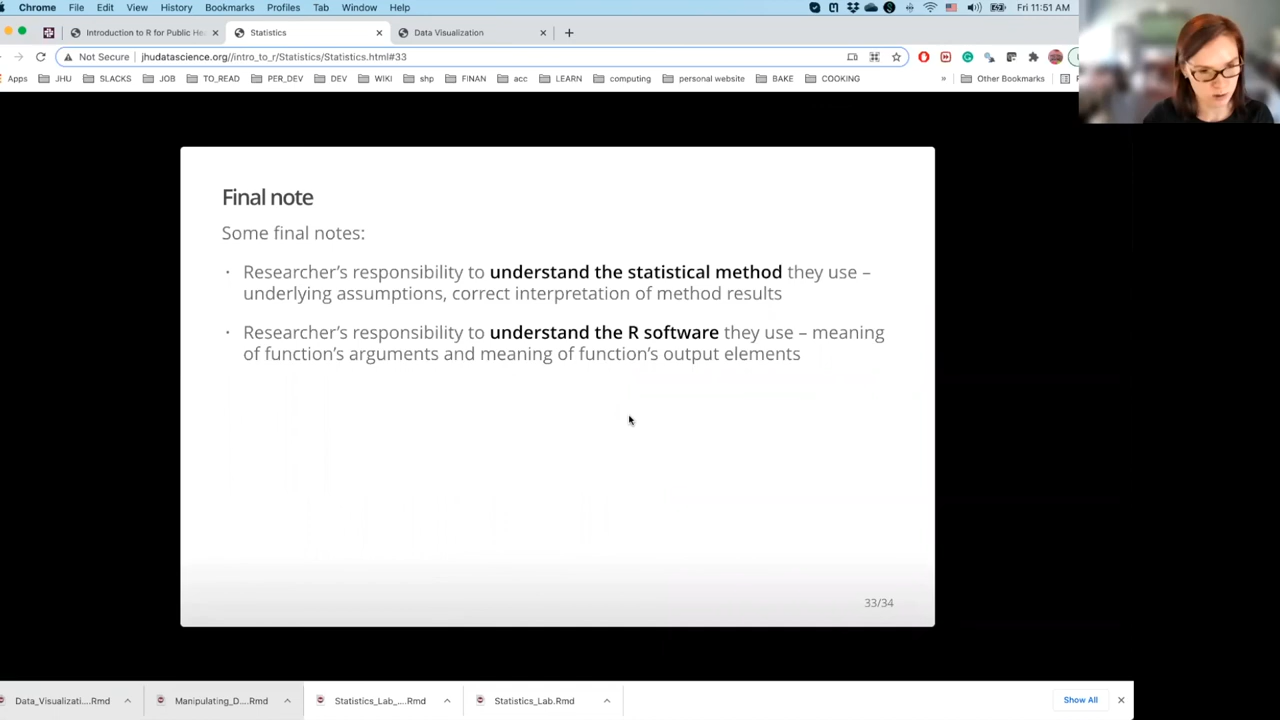 Chrome File Edit View History Bookmarks Profiles Tab Window Help Fri 11:51 AM
Introduction to R for Public He × Statistics × Data Visualization × +
Not Secure jhudatascience.org//intro_to_r/Statistics/Statistics.html#33
Apps JHU SLACKS JOB TO_READ PER_DEV DEV WIKI shp FINAN acc LEARN computing personal website BAKE COOKING » Other Bookmarks
Final note
Some final notes:
· Researcher’s responsibility to understand the statistical method they use –
underlying assumptions, correct interpretation of method results
· Researcher’s responsibility to understand the R software they use – meaning
of function’s arguments and meaning of function’s output elements
33/34
Data_Visualizati....Rmd Manipulating_D....Rmd Statistics_Lab_....Rmd Statistics_Lab.Rmd Show All ×